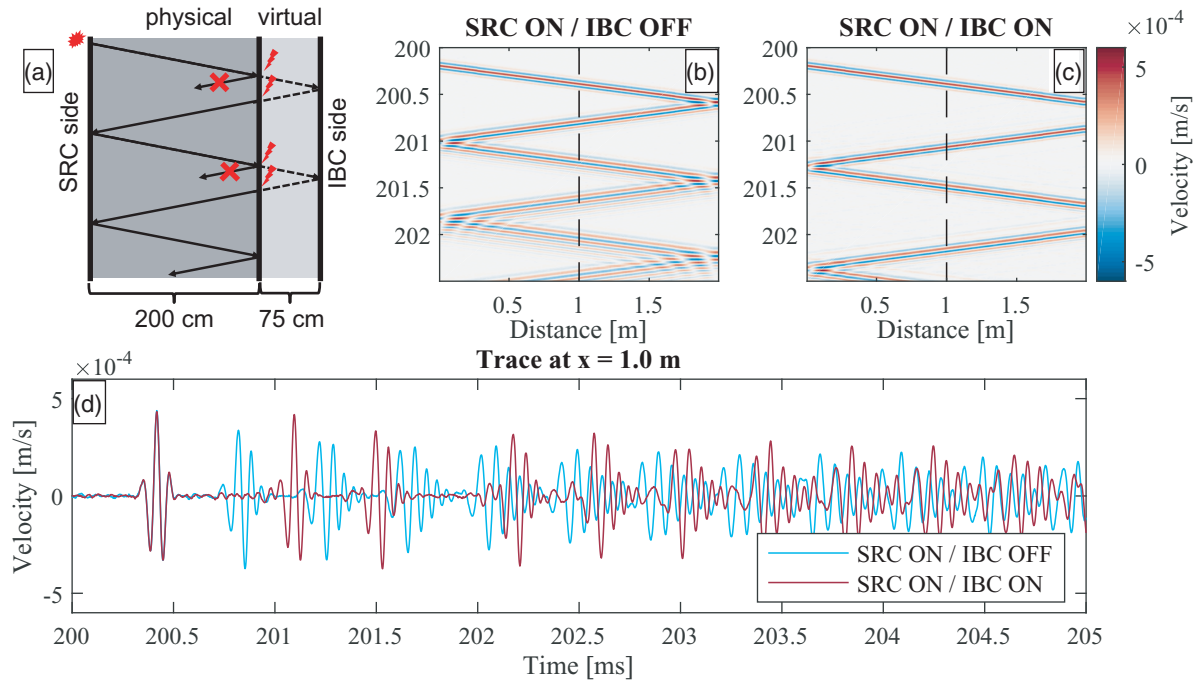 physical virtual
(a)
SRC side
IBC side
200 cm 75 cm
SRC ON / IBC OFF
(b)
200
200.5
201
201.5
202
0.5 1 1.5
Distance [m]
SRC ON / IBC ON
(c)
200
200.5
201
201.5
202
0.5 1 1.5
Distance [m]
×10⁻⁴
5
0
-5
Velocity [m/s]
Trace at x = 1.0 m
×10⁻⁴
(d)
5
0
-5
Velocity [m/s]
SRC ON / IBC OFF
SRC ON / IBC ON
200 200.5 201 201.5 202 202.5 203 203.5 204 204.5 205
Time [ms]